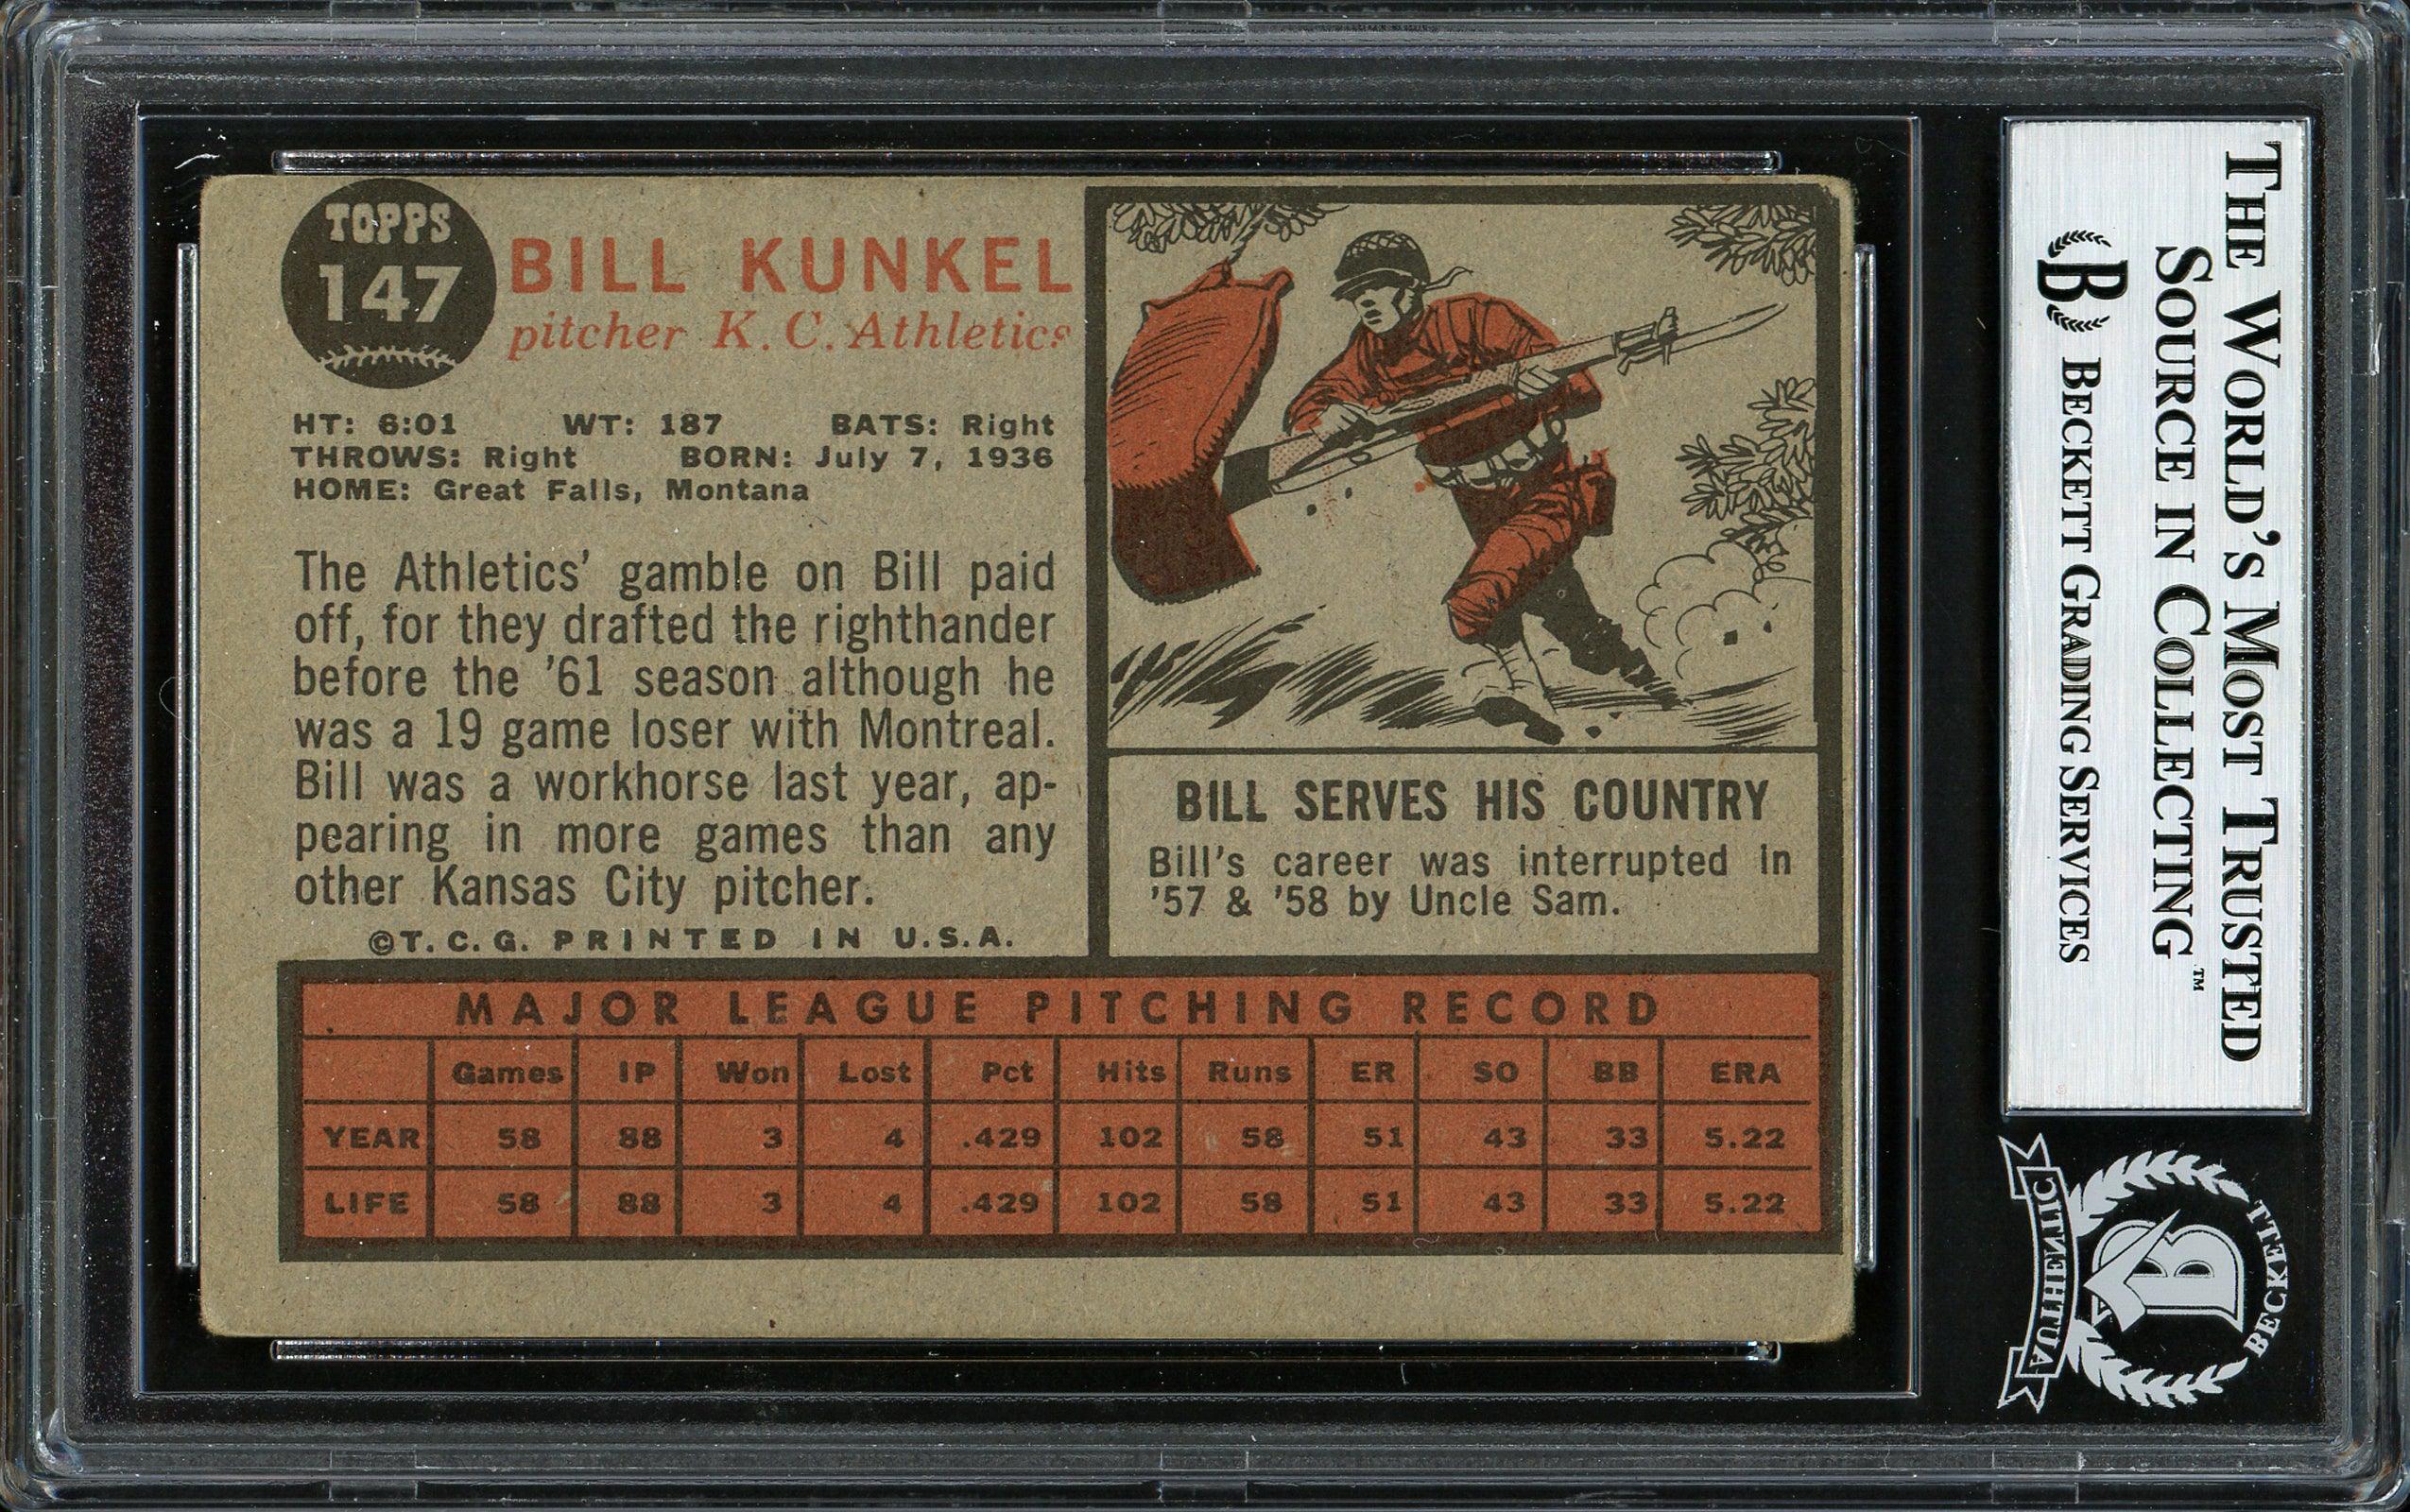 TOPPS
147
BILL KUNKEL
pitcher K. C. Athletics
HT: 6:01 WT: 187 BATS: Right
THROWS: Right BORN: July 7, 1936
HOME: Great Falls, Montana
The Athletics' gamble on Bill paid
off, for they drafted the righthander
before the '61 season although he
was a 19 game loser with Montreal.
Bill was a workhorse last year, ap-
pearing in more games than any
other Kansas City pitcher.
©T. C. G. PRINTED IN U.S.A.
BILL SERVES HIS COUNTRY
Bill's career was interrupted in
'57 & '58 by Uncle Sam.
MAJOR LEAGUE PITCHING RECORD
Games IP Won Lost Pct Hits Runs ER SO BB ERA
YEAR 58 88 3 4 .429 102 58 51 43 33 5.22
LIFE 58 88 3 4 .429 102 58 51 43 33 5.22
THE WORLD'S MOST TRUSTED
SOURCE IN COLLECTING™
B BECKETT GRADING SERVICES
BECKETT
B
AUTHENTIC